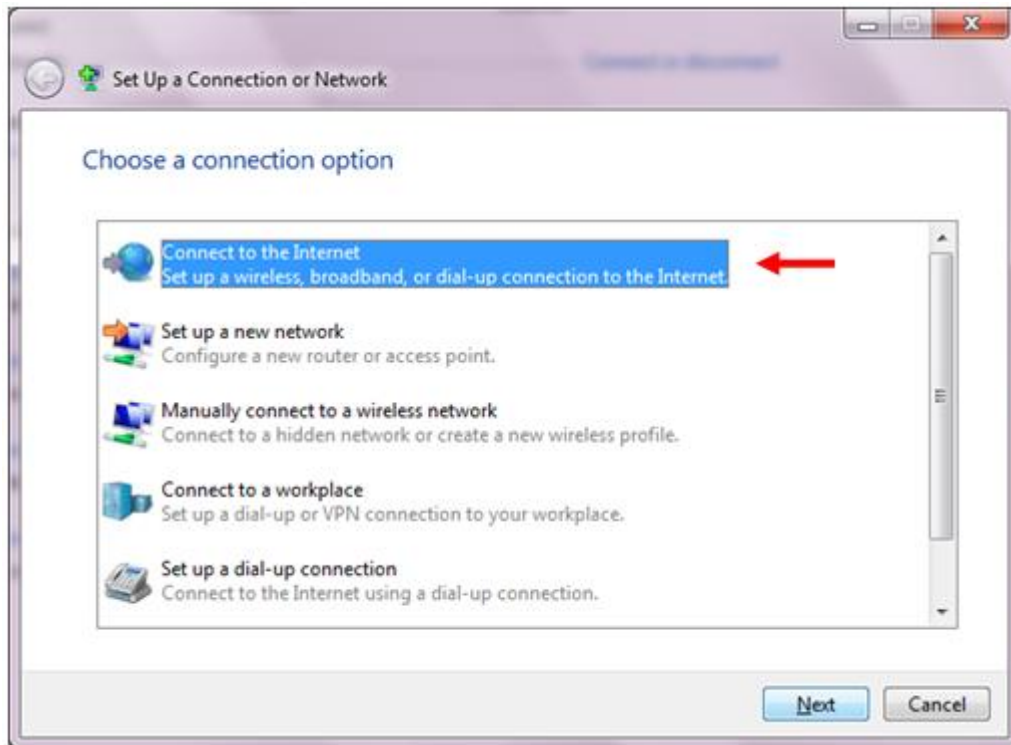 Connect or disconnect
Set Up a Connection or Network
Choose a connection option
Connect to the Internet
Set up a wireless, broadband, or dial-up connection to the Internet.
Set up a new network
Configure a new router or access point.
Manually connect to a wireless network
Connect to a hidden network or create a new wireless profile.
Connect to a workplace
Set up a dial-up or VPN connection to your workplace.
Set up a dial-up connection
Connect to the Internet using a dial-up connection.
Next
Cancel